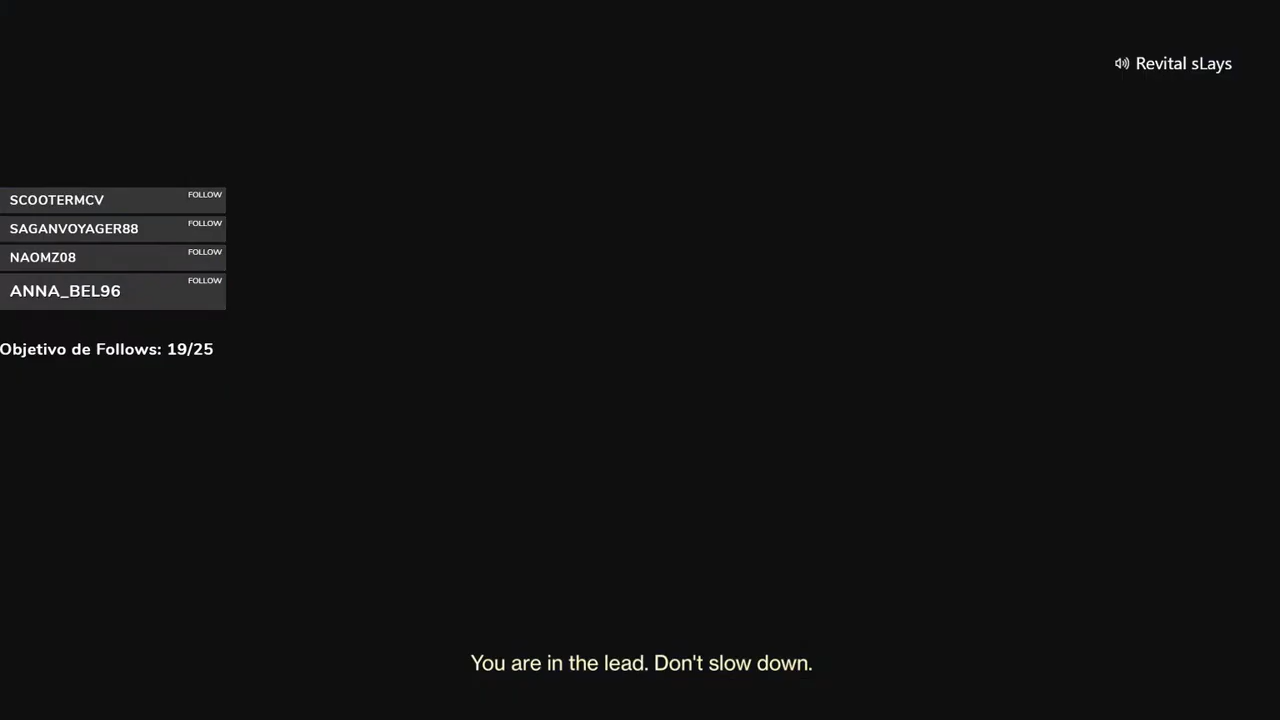 Revital sLays
SCOOTERMCV FOLLOW
SAGANVOYAGER88 FOLLOW
NAOMZ08 FOLLOW
ANNA_BEL96 FOLLOW
Objetivo de Follows: 19/25
You are in the lead. Don't slow down.